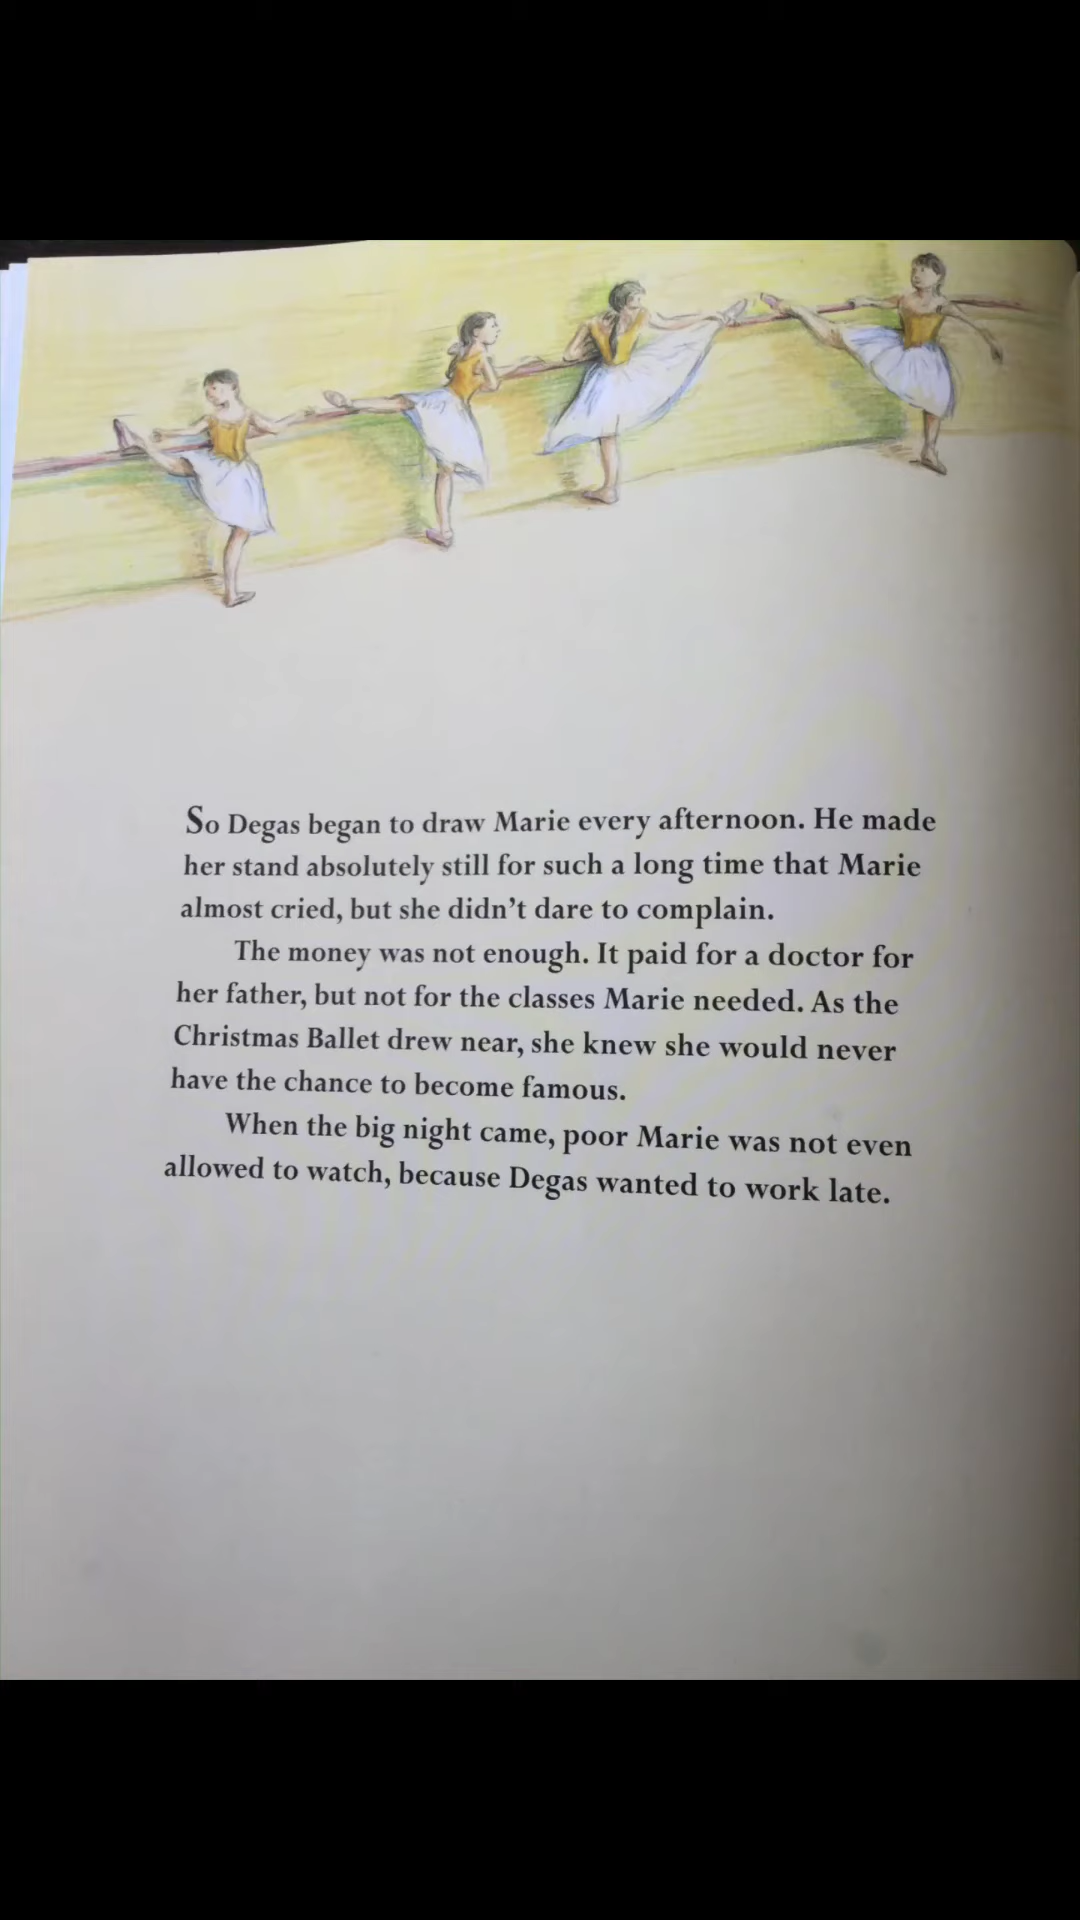 So Degas began to draw Marie every afternoon. He made
her stand absolutely still for such a long time that Marie
almost cried, but she didn't dare to complain.
The money was not enough. It paid for a doctor for
her father, but not for the classes Marie needed. As the
Christmas Ballet drew near, she knew she would never
have the chance to become famous.
When the big night came, poor Marie was not even
allowed to watch, because Degas wanted to work late.